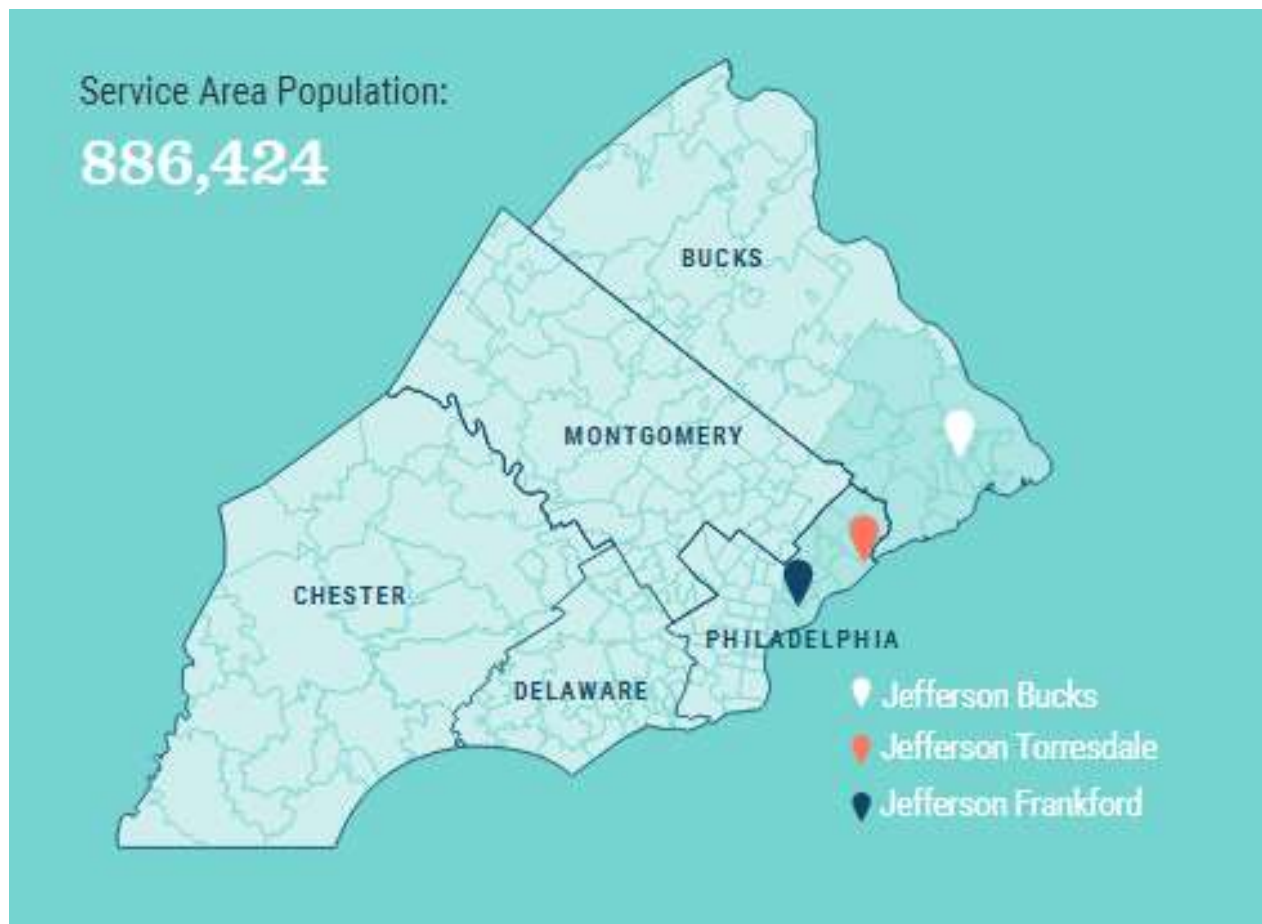 Service Area Population:
886,424
BUCKS
MONTGOMERY
CHESTER
PHILADELPHIA
DELAWARE
Jefferson Bucks
Jefferson Torresdale
Jefferson Frankford